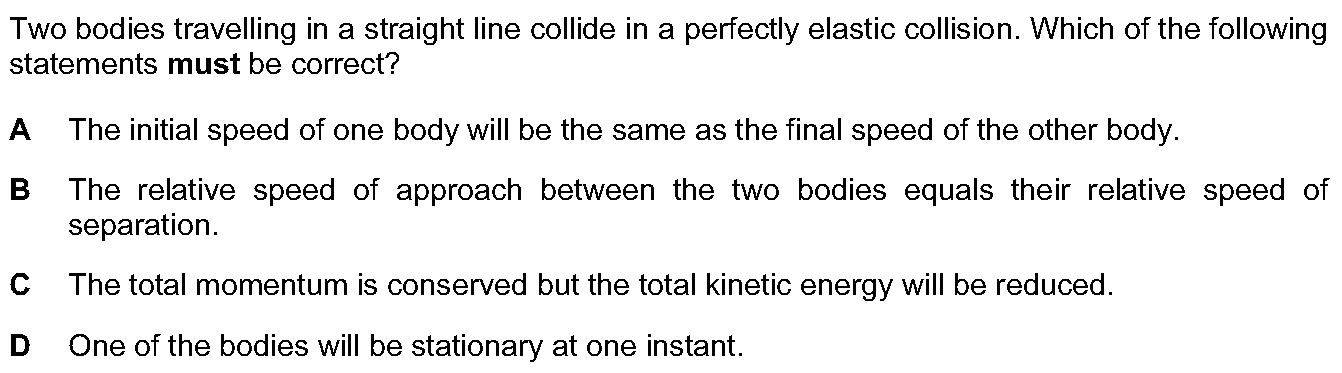 Two bodies travelling in a straight line collide in a perfectly elastic collision. Which of the following
statements must be correct?
A The initial speed of one body will be the same as the final speed of the other body.
B The relative speed of approach between the two bodies equals their relative speed of
separation.
C The total momentum is conserved but the total kinetic energy will be reduced.
D One of the bodies will be stationary at one instant.